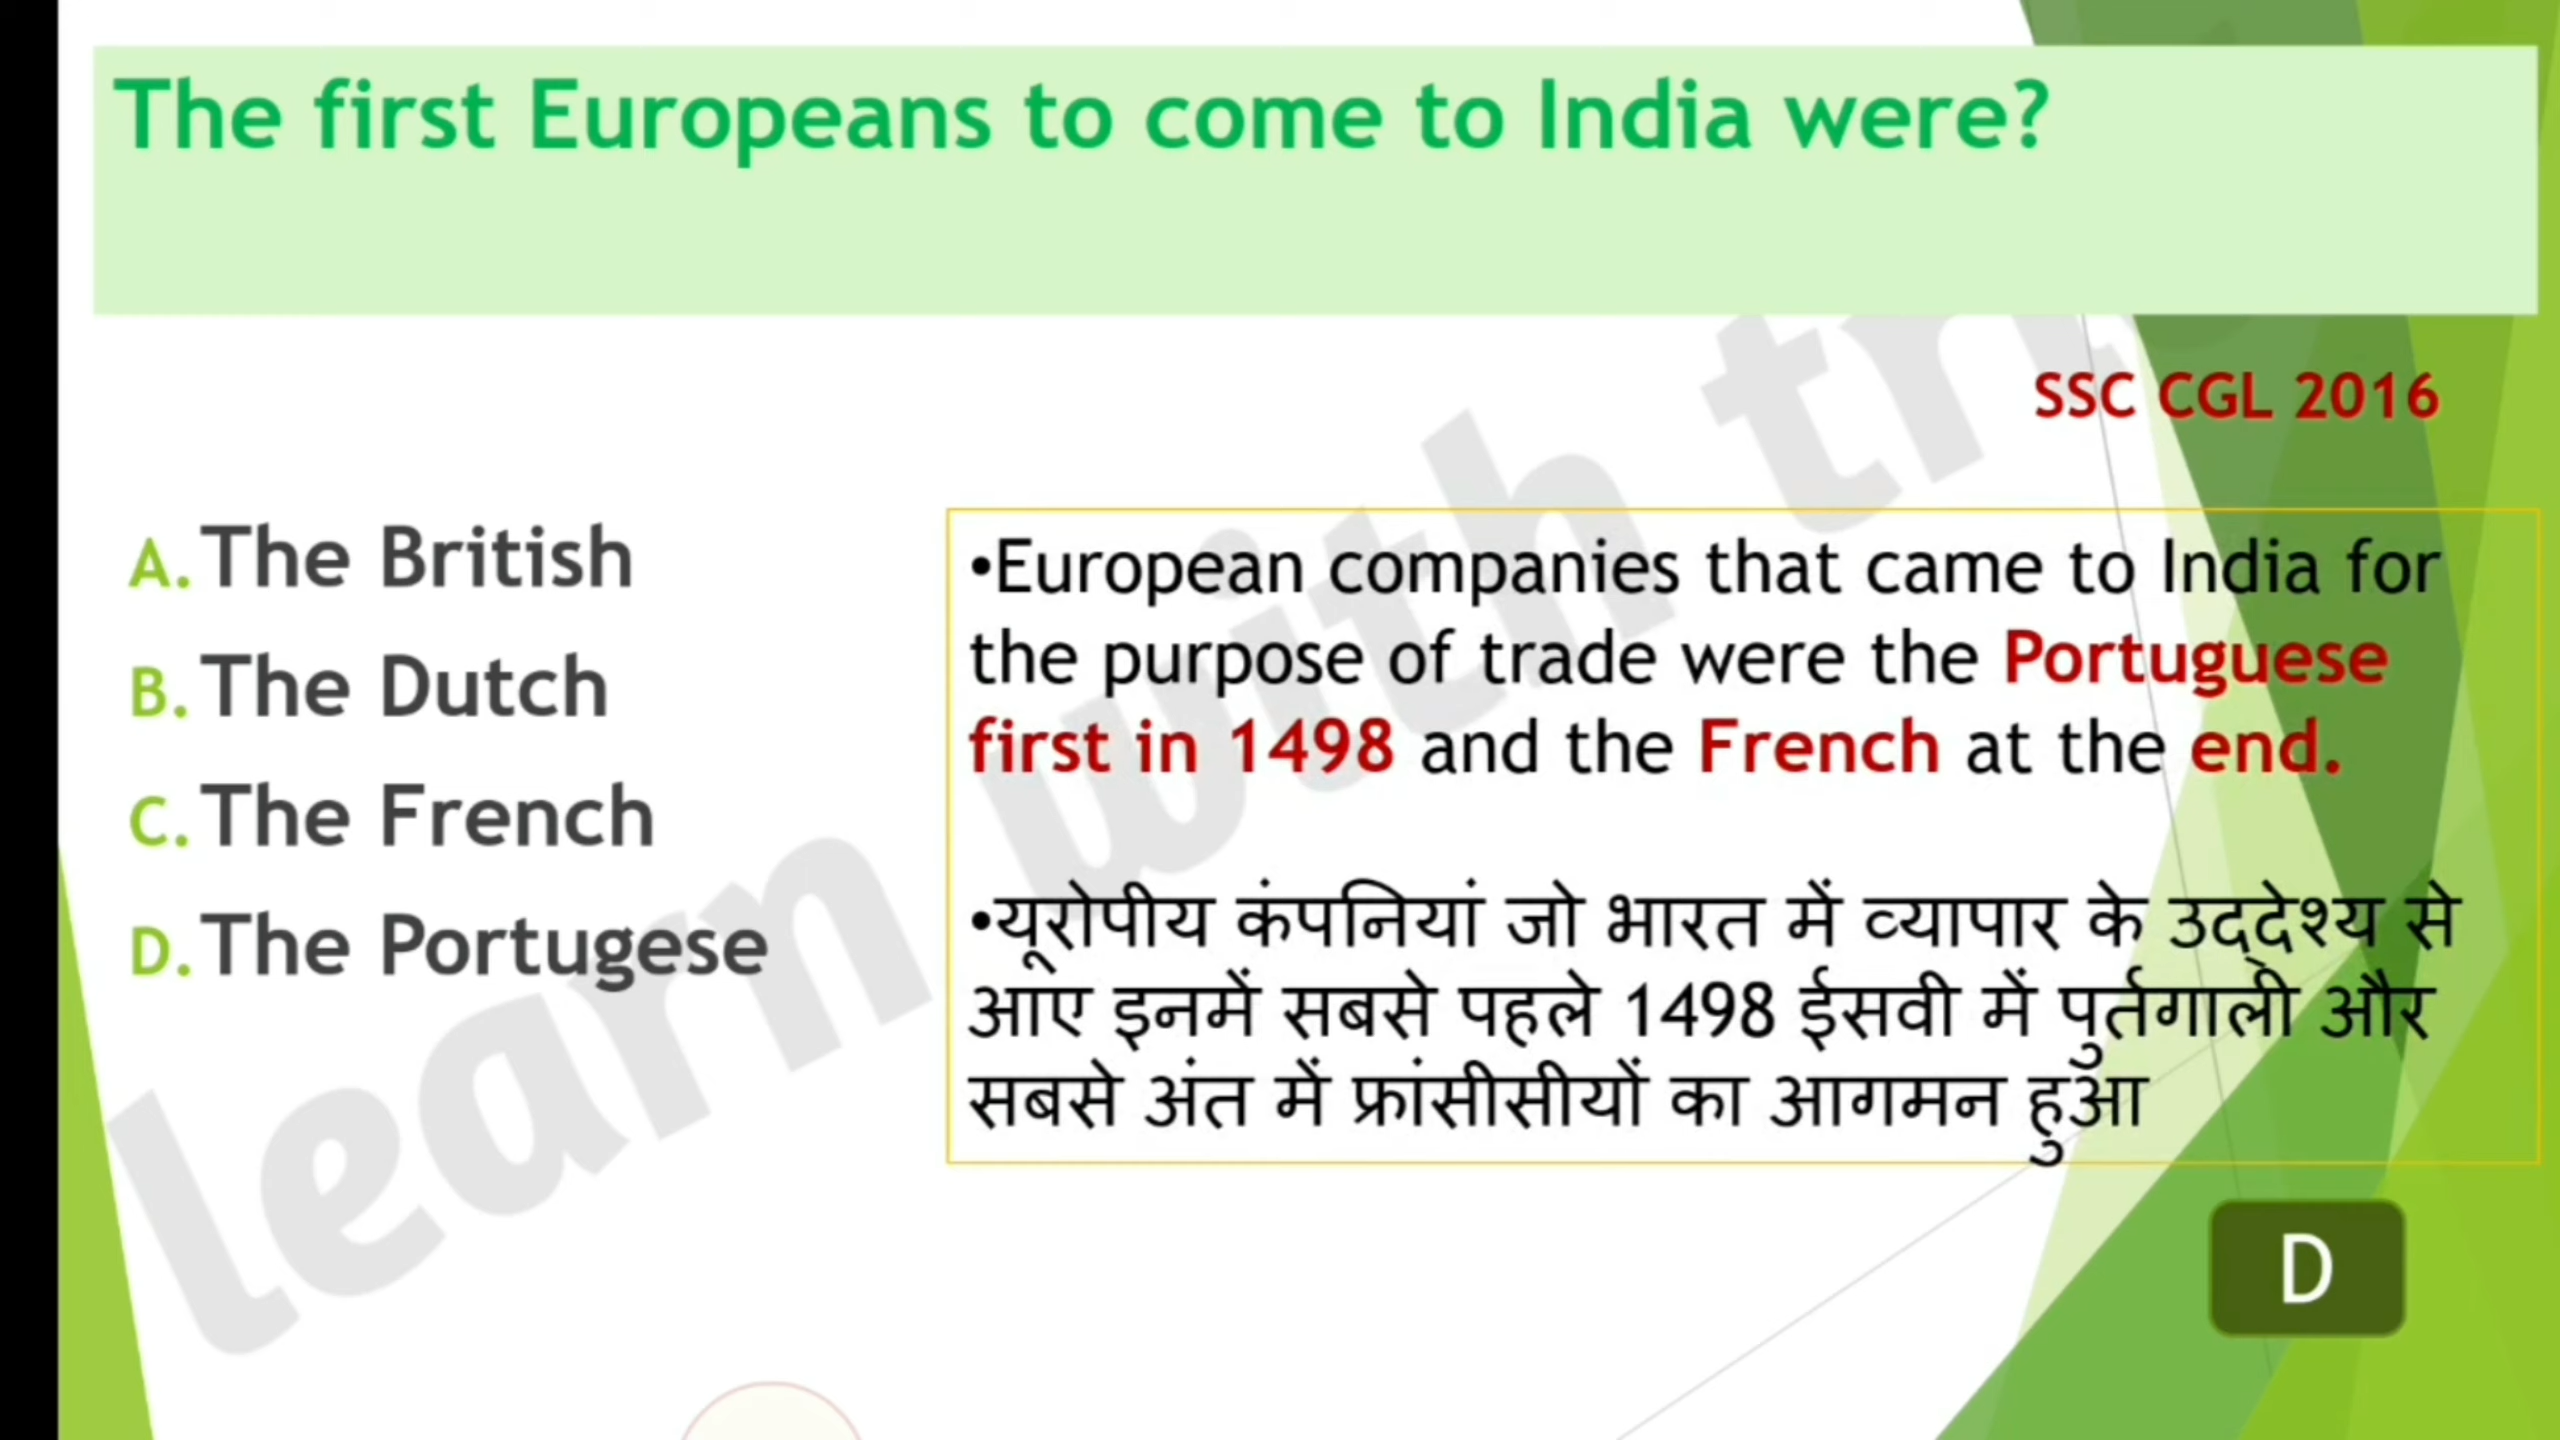 The first Europeans to come to India were?
SSC CGL 2016
A. The British
B. The Dutch
C. The French
D. The Portugese
•European companies that came to India for
the purpose of trade were the Portuguese
first in 1498 and the French at the end.
•यूरोपीय कंपनियां जो भारत में व्यापार के उद्देश्य से
आए इनमें सबसे पहले 1498 ईसवी में पुर्तगाली और
सबसे अंत में फ्रांसीसीयों का आगमन हुआ
D
learn with